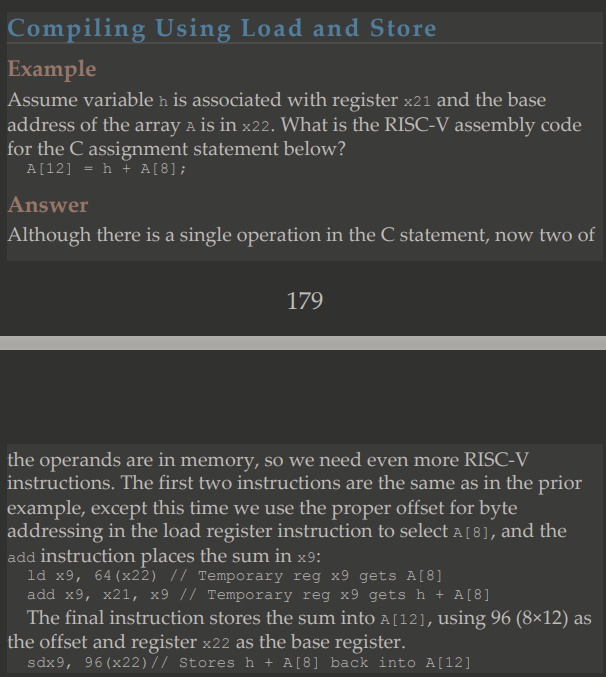 Compiling Using Load and Store
Example
Assume variable h is associated with register x21 and the base
address of the array A is in x22. What is the RISC-V assembly code
for the C assignment statement below?
A[12] = h + A[8];
Answer
Although there is a single operation in the C statement, now two of
179
the operands are in memory, so we need even more RISC-V
instructions. The first two instructions are the same as in the prior
example, except this time we use the proper offset for byte
addressing in the load register instruction to select A[8], and the
add instruction places the sum in x9:
ld x9, 64(x22) // Temporary reg x9 gets A[8]
add x9, x21, x9 // Temporary reg x9 gets h + A[8]
The final instruction stores the sum into A[12], using 96 (8×12) as
the offset and register x22 as the base register.
sdx9, 96(x22)// Stores h + A[8] back into A[12]